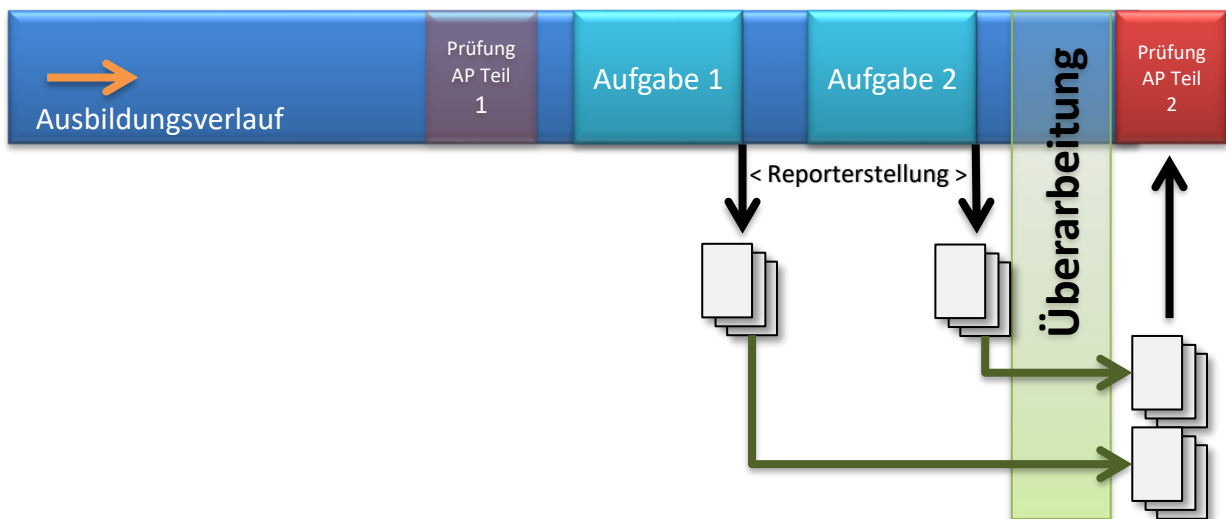 Ausbildungsverlauf
Prüfung
AP Teil
1
Aufgabe 1
Aufgabe 2
Überarbeitung
Prüfung
AP Teil
2
< Reporterstellung >